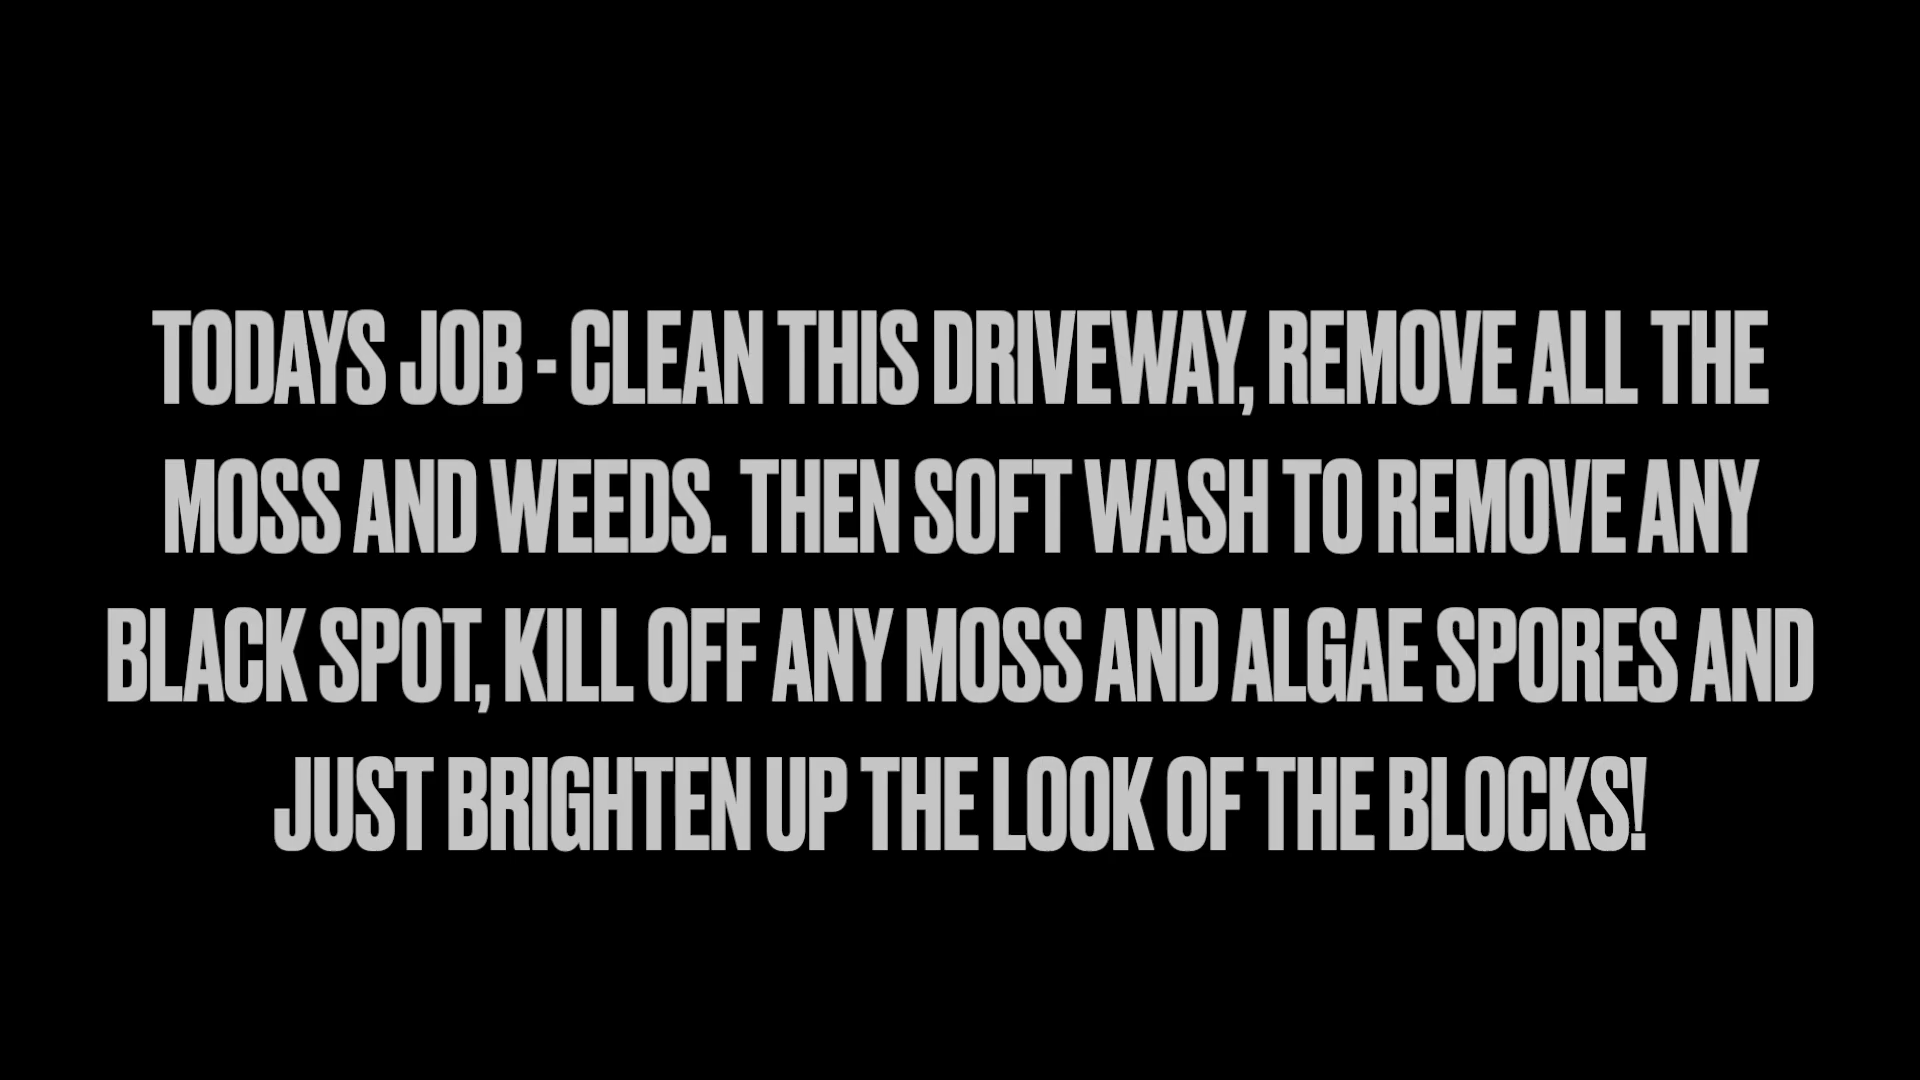 TODAYS JOB - CLEAN THIS DRIVEWAY, REMOVE ALL THE
MOSS AND WEEDS. THEN SOFT WASH TO REMOVE ANY
BLACK SPOT, KILL OFF ANY MOSS AND ALGAE SPORES AND
JUST BRIGHTEN UP THE LOOK OF THE BLOCKS!